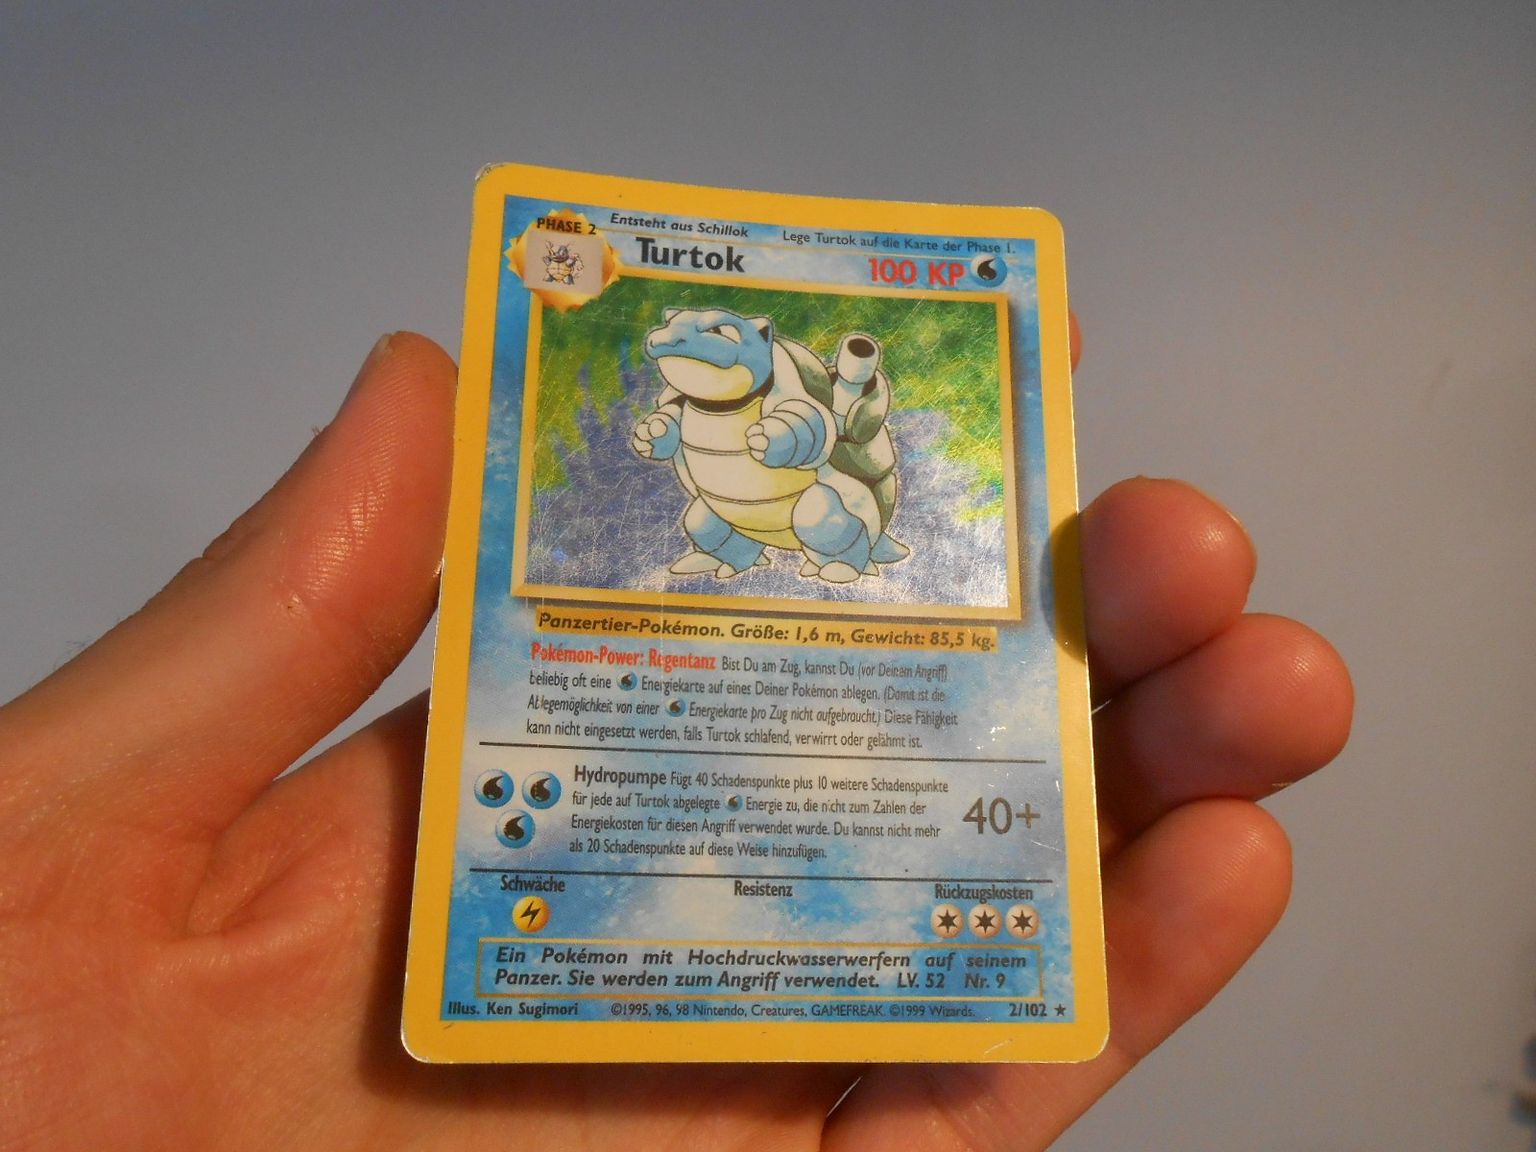 PHASE 2
Entsteht aus Schillok
Lege Turtok auf die Karte der Phase 1.
Turtok
100 KP
Panzertier-Pokémon. Größe: 1,6 m, Gewicht: 85,5 kg.
Pokémon-Power: Regentanz Bist Du am Zug, kannst Du (vor Deinem Angriff)
beliebig oft eine Energiekarte auf eines Deiner Pokémon ablegen. (Damit ist die
Ablegemöglichkeit von einer Energiekarte pro Zug nicht aufgebraucht.) Diese Fähigkeit
kann nicht eingesetzt werden, falls Turtok schlafend, verwirrt oder gelähmt ist.
Hydropumpe Fügt 40 Schadenspunkte plus 10 weitere Schadenspunkte
für jede auf Turtok abgelegte Energie zu, die nicht zum Zahlen der
Energiekosten für diesen Angriff verwendet wurde. Du kannst nicht mehr
als 20 Schadenspunkte auf diese Weise hinzufügen.
40+
Schwäche
Resistenz
Rückzugskosten
Ein Pokémon mit Hochdruckwasserwerfern auf seinem
Panzer. Sie werden zum Angriff verwendet. LV. 52 Nr. 9
Illus. Ken Sugimori ©1995, 96, 98 Nintendo, Creatures, GAMEFREAK. ©1999 Wizards. 2/102 ★